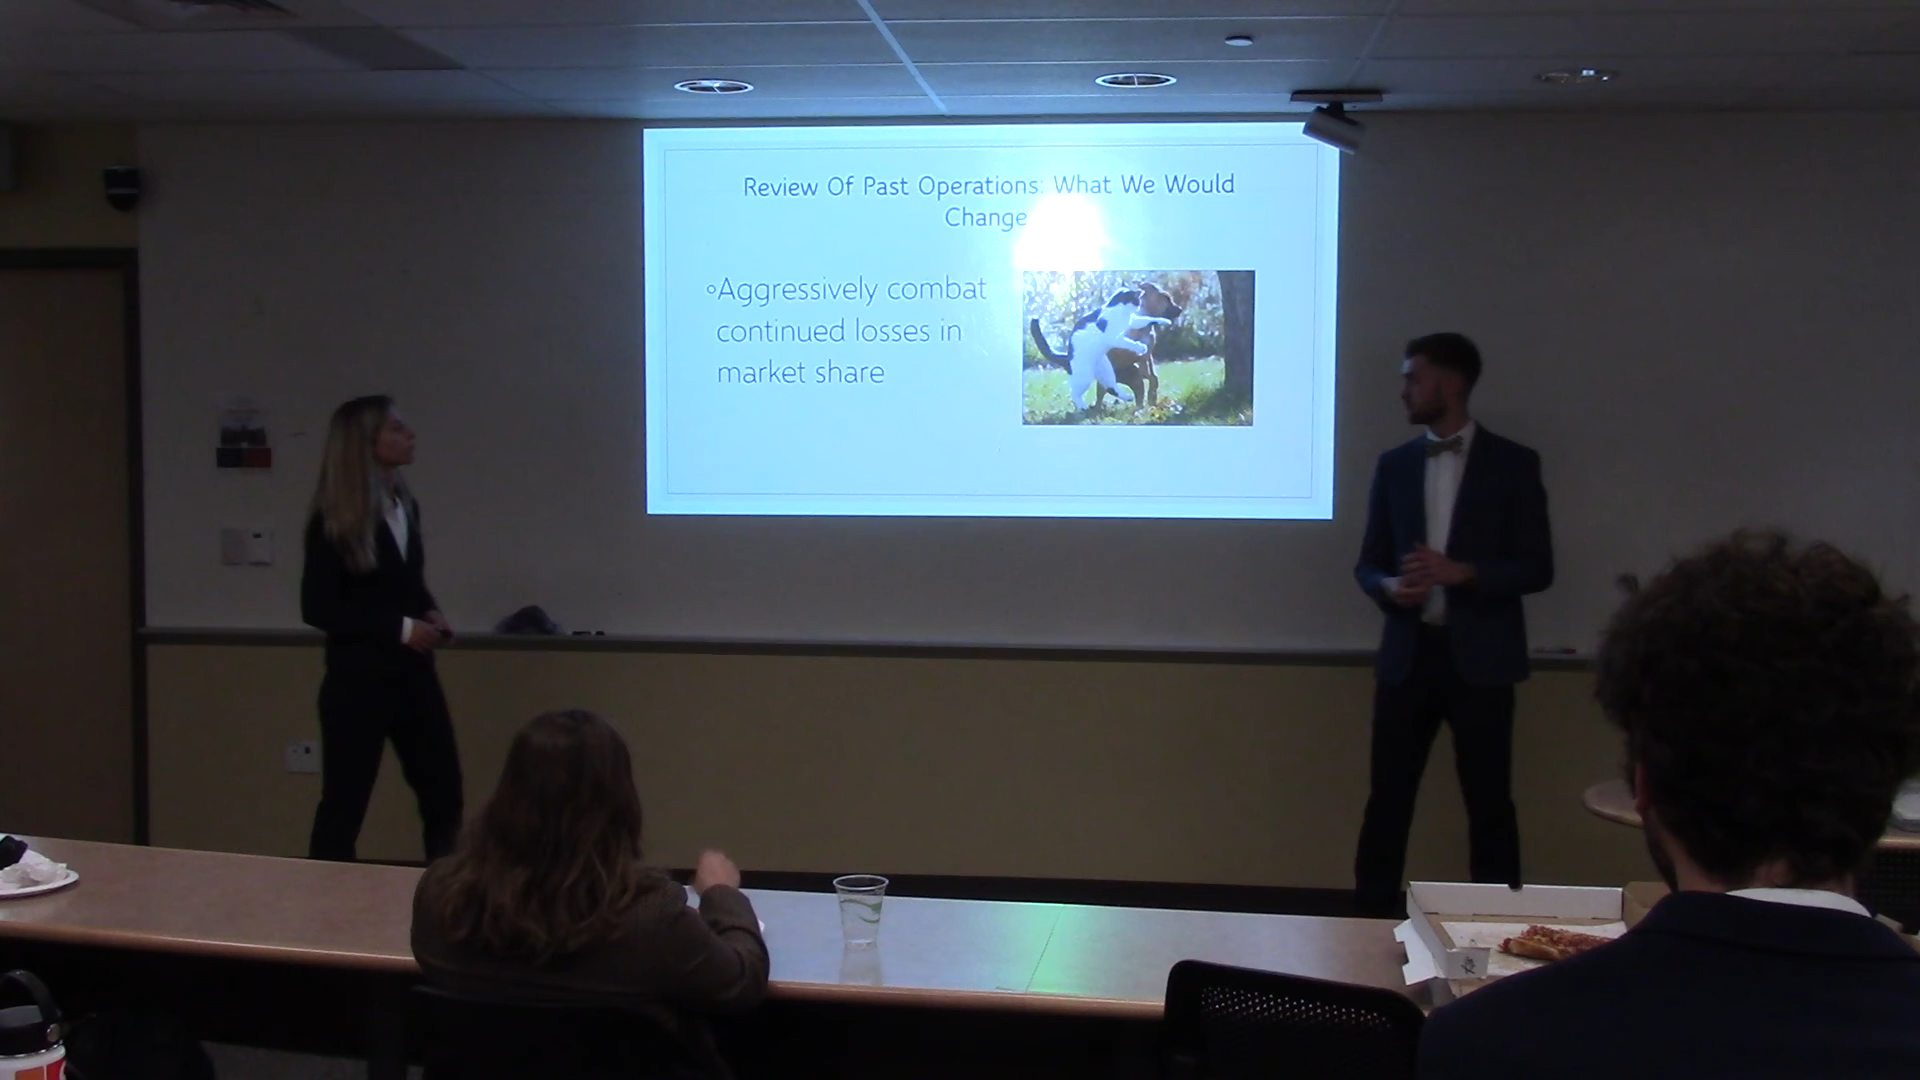 Review Of Past Operations: What We Would
Change
◦Aggressively combat
continued losses in
market share